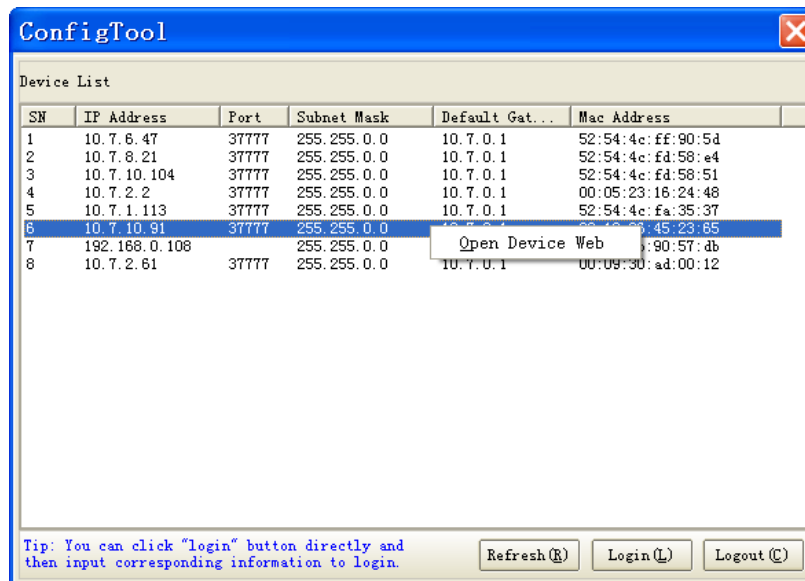 ConfigTool
Device List
SN IP Address Port Subnet Mask Default Gat... Mac Address
1 10.7.6.47 37777 255.255.0.0 10.7.0.1 52:54:4c:ff:90:5d
2 10.7.8.21 37777 255.255.0.0 10.7.0.1 52:54:4c:fd:58:e4
3 10.7.10.104 37777 255.255.0.0 10.7.0.1 52:54:4c:fd:58:51
4 10.7.2.2 37777 255.255.0.0 10.7.0.1 00:05:23:16:24:48
5 10.7.1.113 37777 255.255.0.0 10.7.0.1 52:54:4c:fa:35:37
6 10.7.10.91 37777 255.255.0.0 :45:23:65
Open Device Web
7 192.168.0.108 255.255.0.0 :90:57:db
8 10.7.2.61 37777 255.255.0.0 10.7.0.1 00:09:30:ad:00:12
Tip: You can click "login" button directly and
then input corresponding information to login.
Refresh(R) Login(L) Logout(C)